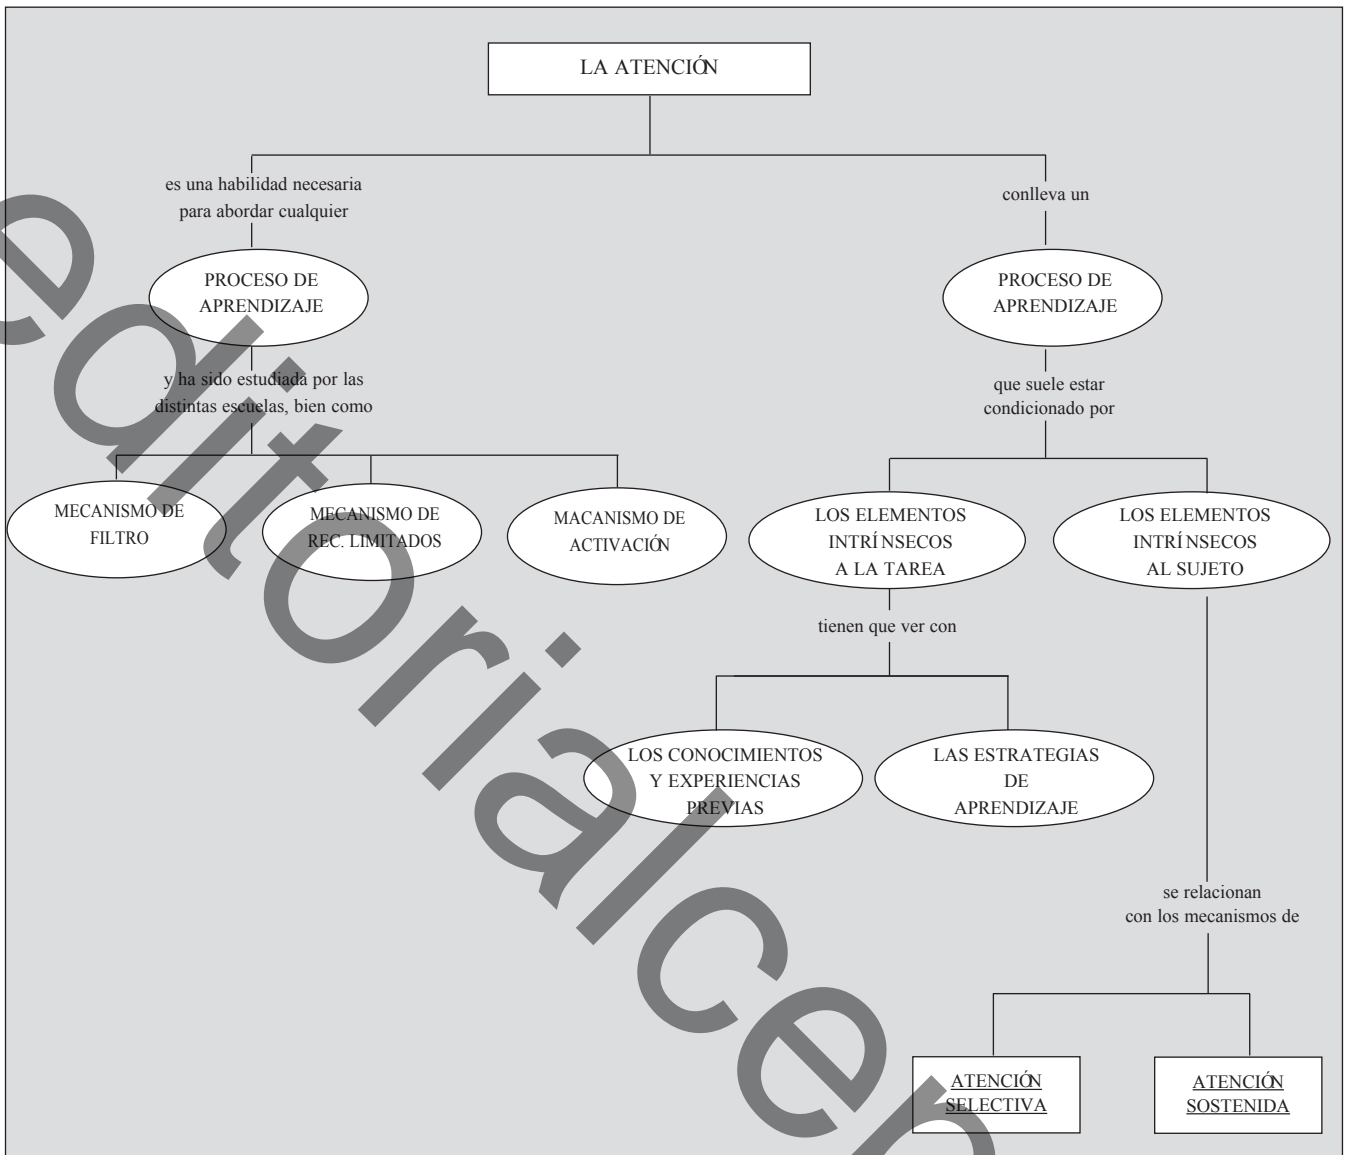 LA ATENCIÓN
es una habilidad necesaria
para abordar cualquier
conlleva un
PROCESO DE
APRENDIZAJE
PROCESO DE
APRENDIZAJE
y ha sido estudiada por las
distintas escuelas, bien como
que suele estar
condicionado por
MECANISMO DE
FILTRO
MECANISMO DE
REC. LIMITADOS
MACANISMO DE
ACTIVACIÓN
LOS ELEMENTOS
INTRÍNSECOS
A LA TAREA
LOS ELEMENTOS
INTRÍNSECOS
AL SUJETO
tienen que ver con
LOS CONOCIMIENTOS
Y EXPERIENCIAS
PREVIAS
LAS ESTRATEGIAS
DE
APRENDIZAJE
se relacionan
con los mecanismos de
ATENCIÓN
SELECTIVA
ATENCIÓN
SOSTENIDA
editorialcep